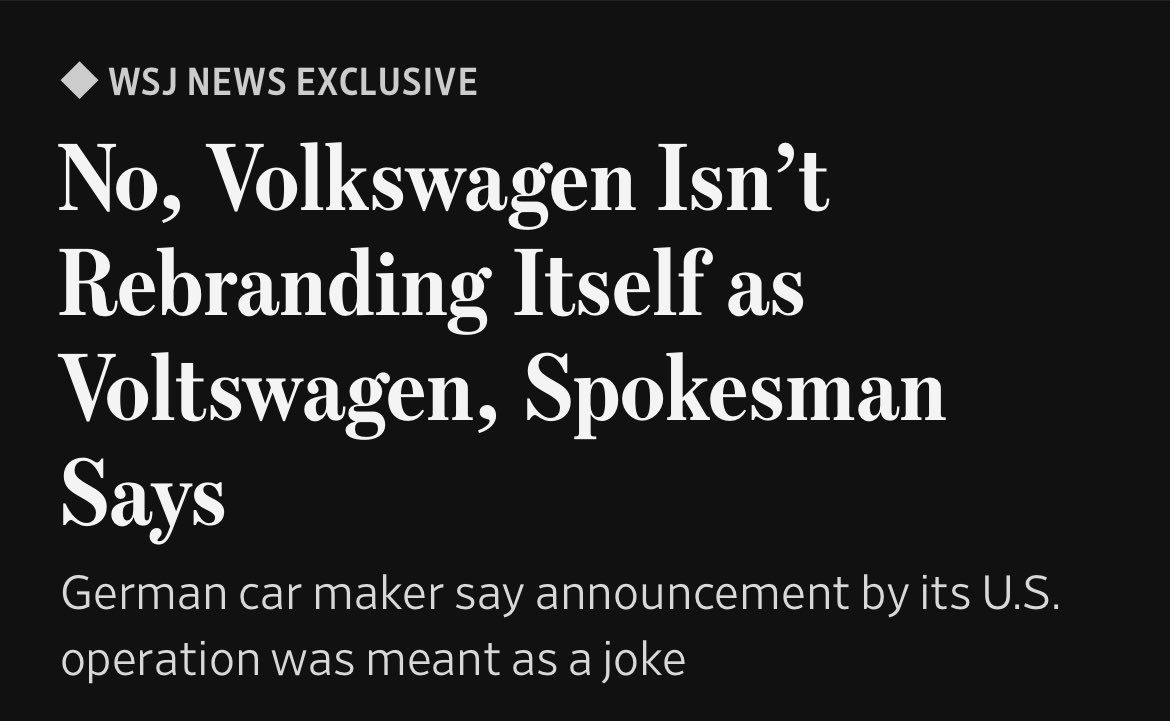 WSJ NEWS EXCLUSIVE
No, Volkswagen Isn’t
Rebranding Itself as
Voltswagen, Spokesman
Says
German car maker say announcement by its U.S.
operation was meant as a joke